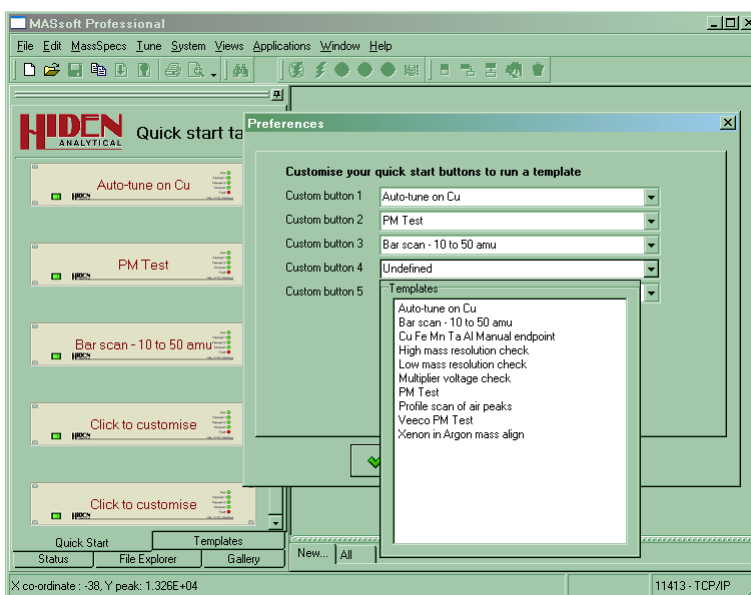 MASsoft Professional
File Edit MassSpecs Tune System Views Applications Window Help
HIDEN
ANALYTICAL
Quick start ta
Auto-tune on Cu
HIDEN
PM Test
HIDEN
Bar scan - 10 to 50 amu
HIDEN
Click to customise
HIDEN
Click to customise
HIDEN
Quick Start
Templates
Status
File Explorer
Gallery
Preferences
Customise your quick start buttons to run a template
Custom button 1
Auto-tune on Cu
Custom button 2
PM Test
Custom button 3
Bar scan - 10 to 50 amu
Custom button 4
Undefined
Custom button 5
Templates
Auto-tune on Cu
Bar scan - 10 to 50 amu
Cu Fe Mn Ta Al Manual endpoint
High mass resolution check
Low mass resolution check
Multiplier voltage check
PM Test
Profile scan of air peaks
Veeco PM Test
Xenon in Argon mass align
New...
All
X co-ordinate : -38, Y peak: 1.326E+04
11413 - TCP/IP